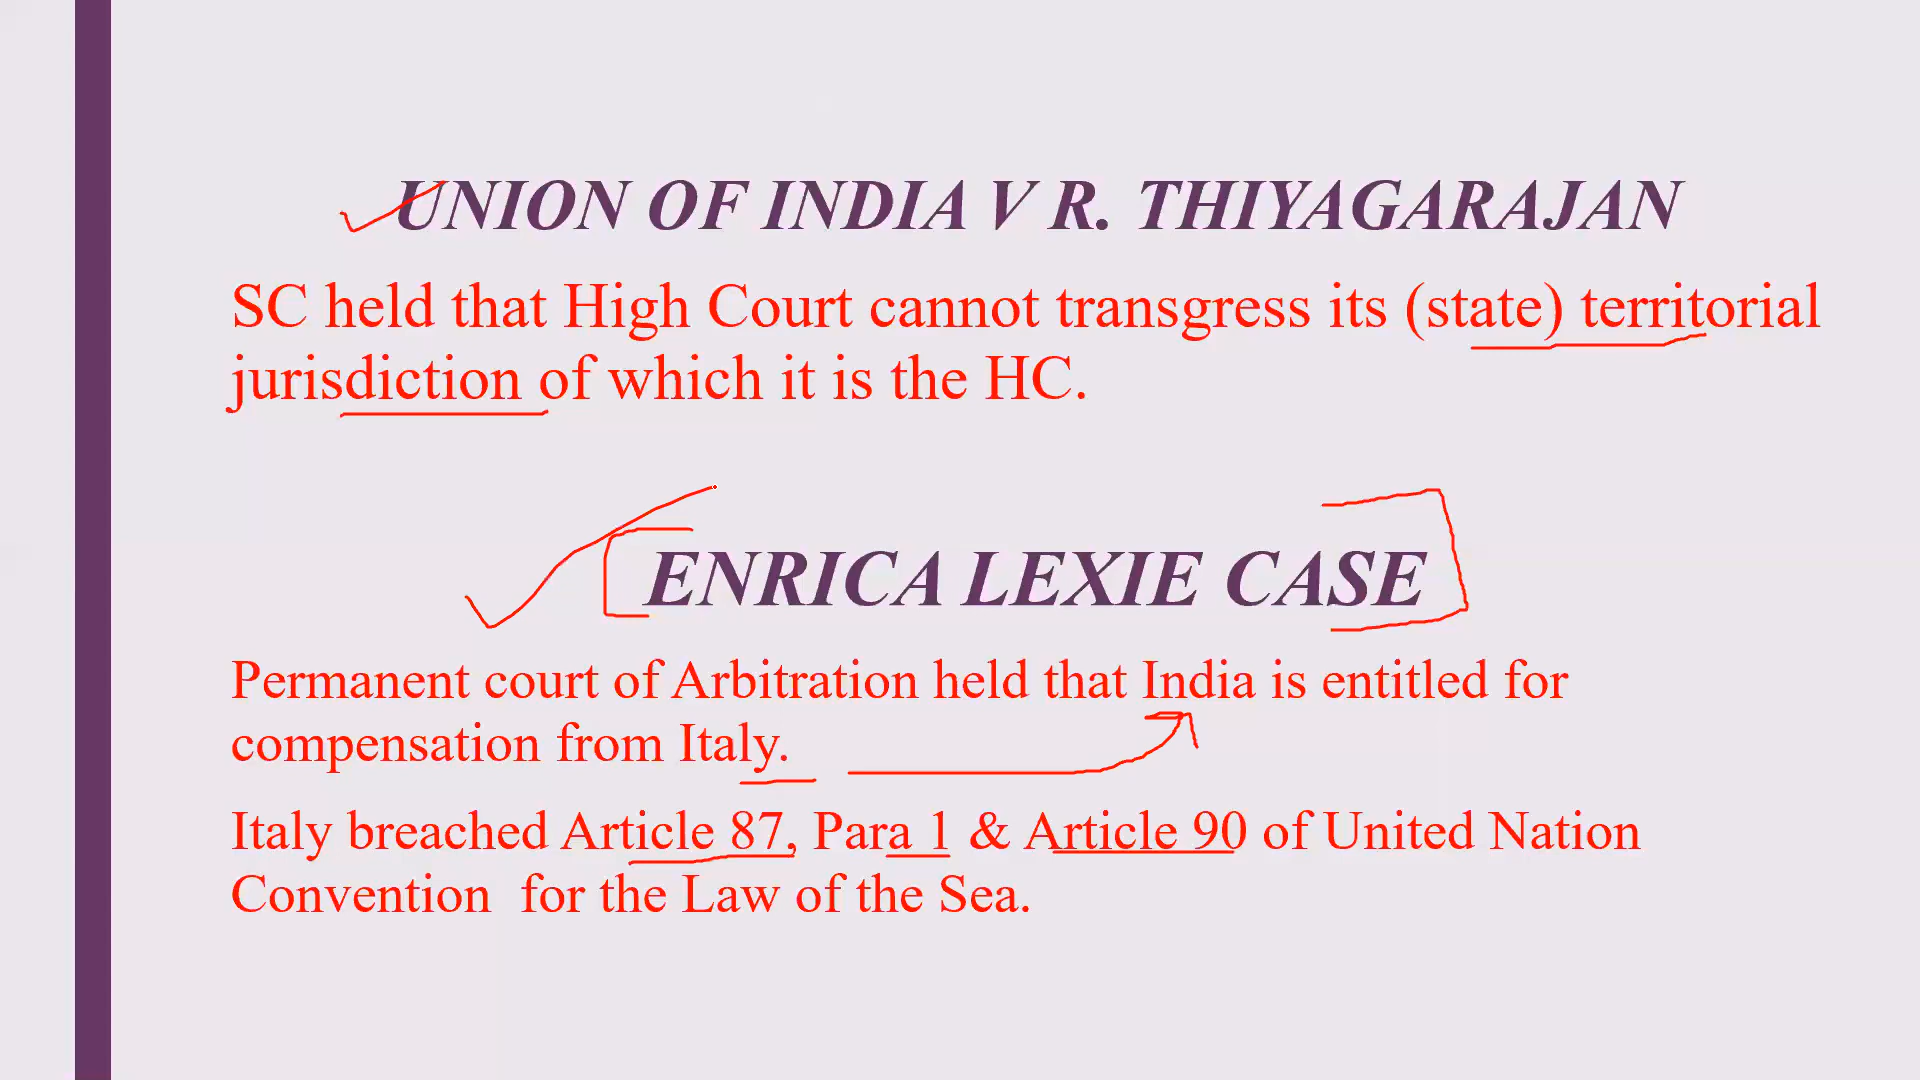 UNION OF INDIA V R. THIYAGARAJAN
SC held that High Court cannot transgress its (state) territorial
jurisdiction of which it is the HC.
ENRICA LEXIE CASE
Permanent court of Arbitration held that India is entitled for
compensation from Italy.
Italy breached Article 87, Para 1 & Article 90 of United Nation
Convention for the Law of the Sea.